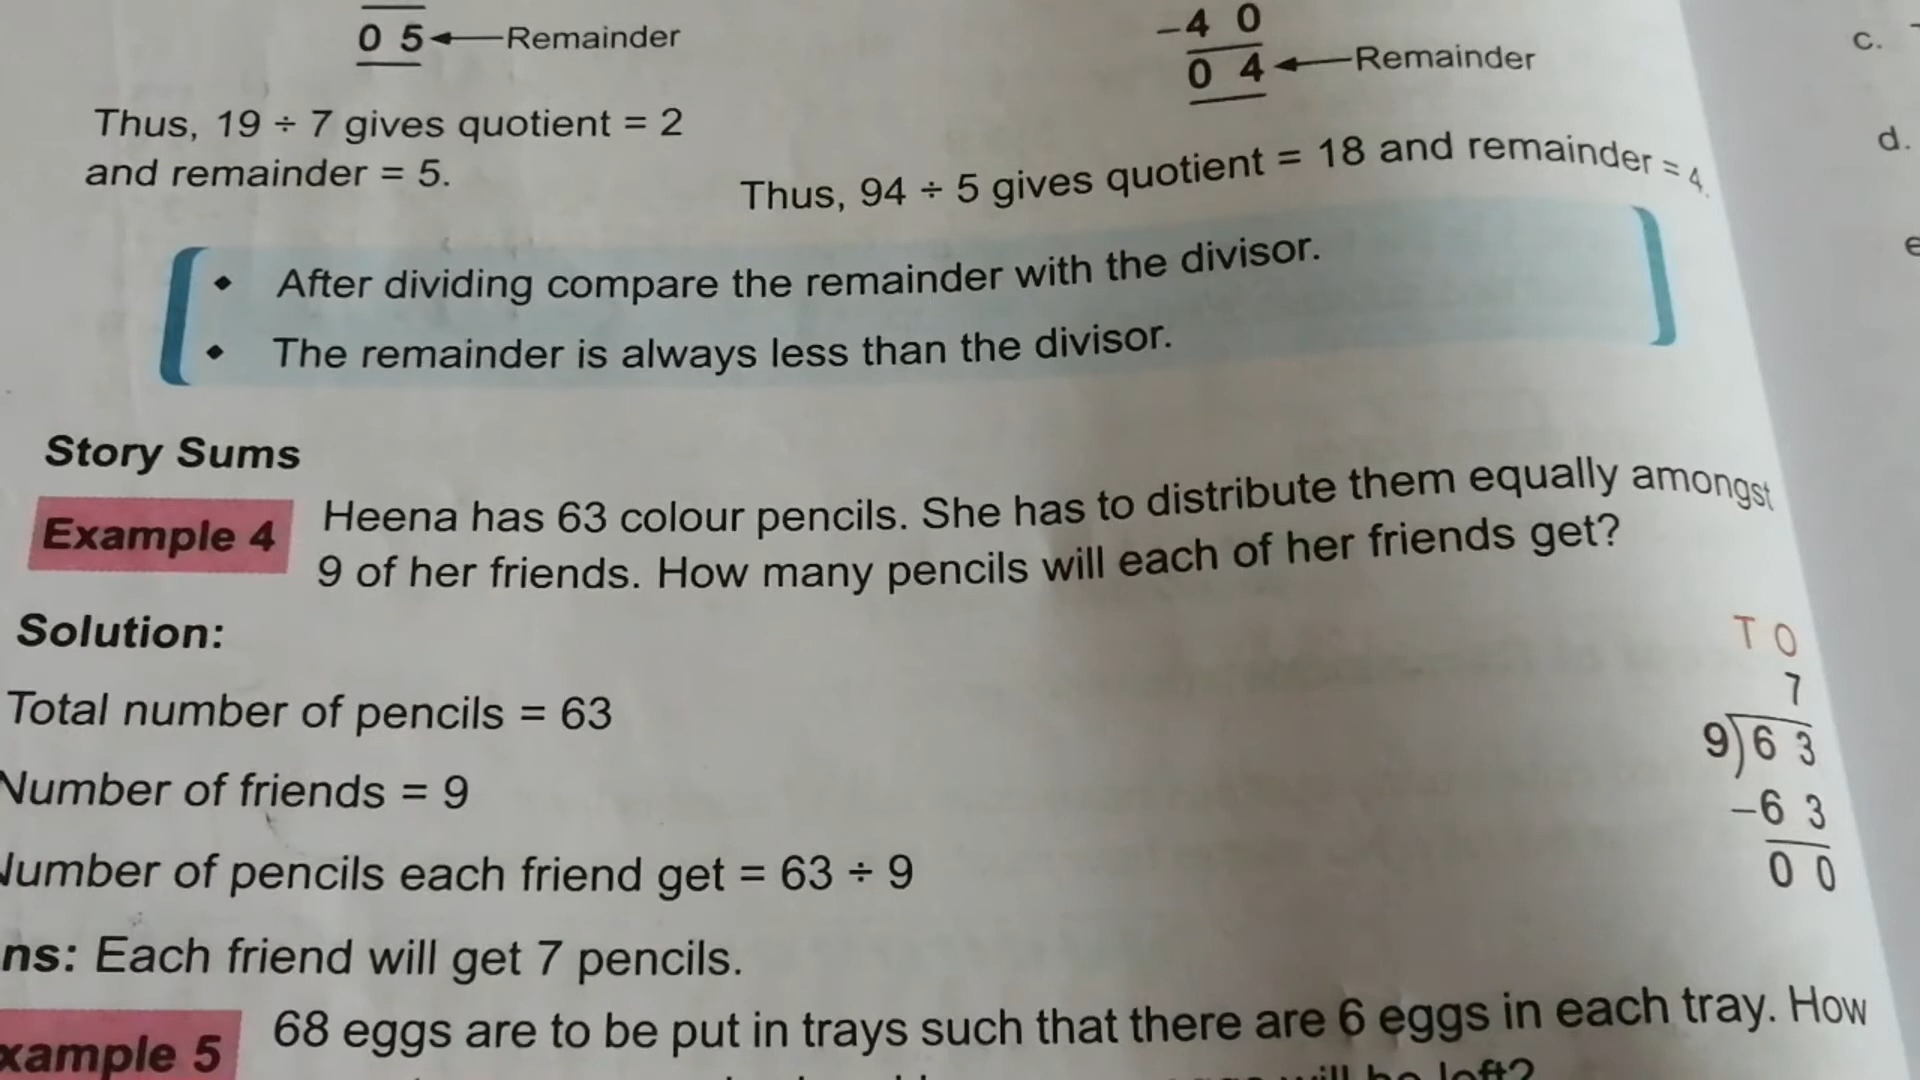 0 5 ← Remainder
Thus, 19 ÷ 7 gives quotient = 2
and remainder = 5.
–4 0
0 4 ← Remainder
Thus, 94 ÷ 5 gives quotient = 18 and remainder = 4.
• After dividing compare the remainder with the divisor.
• The remainder is always less than the divisor.
Story Sums
Example 4 Heena has 63 colour pencils. She has to distribute them equally amongst
9 of her friends. How many pencils will each of her friends get?
Solution:
Total number of pencils = 63
Number of friends = 9
Number of pencils each friend get = 63 ÷ 9
ns: Each friend will get 7 pencils.
T O
7
9)6 3
–6 3
0 0
xample 5 68 eggs are to be put in trays such that there are 6 eggs in each tray. How
will be left?
c.
d.
e